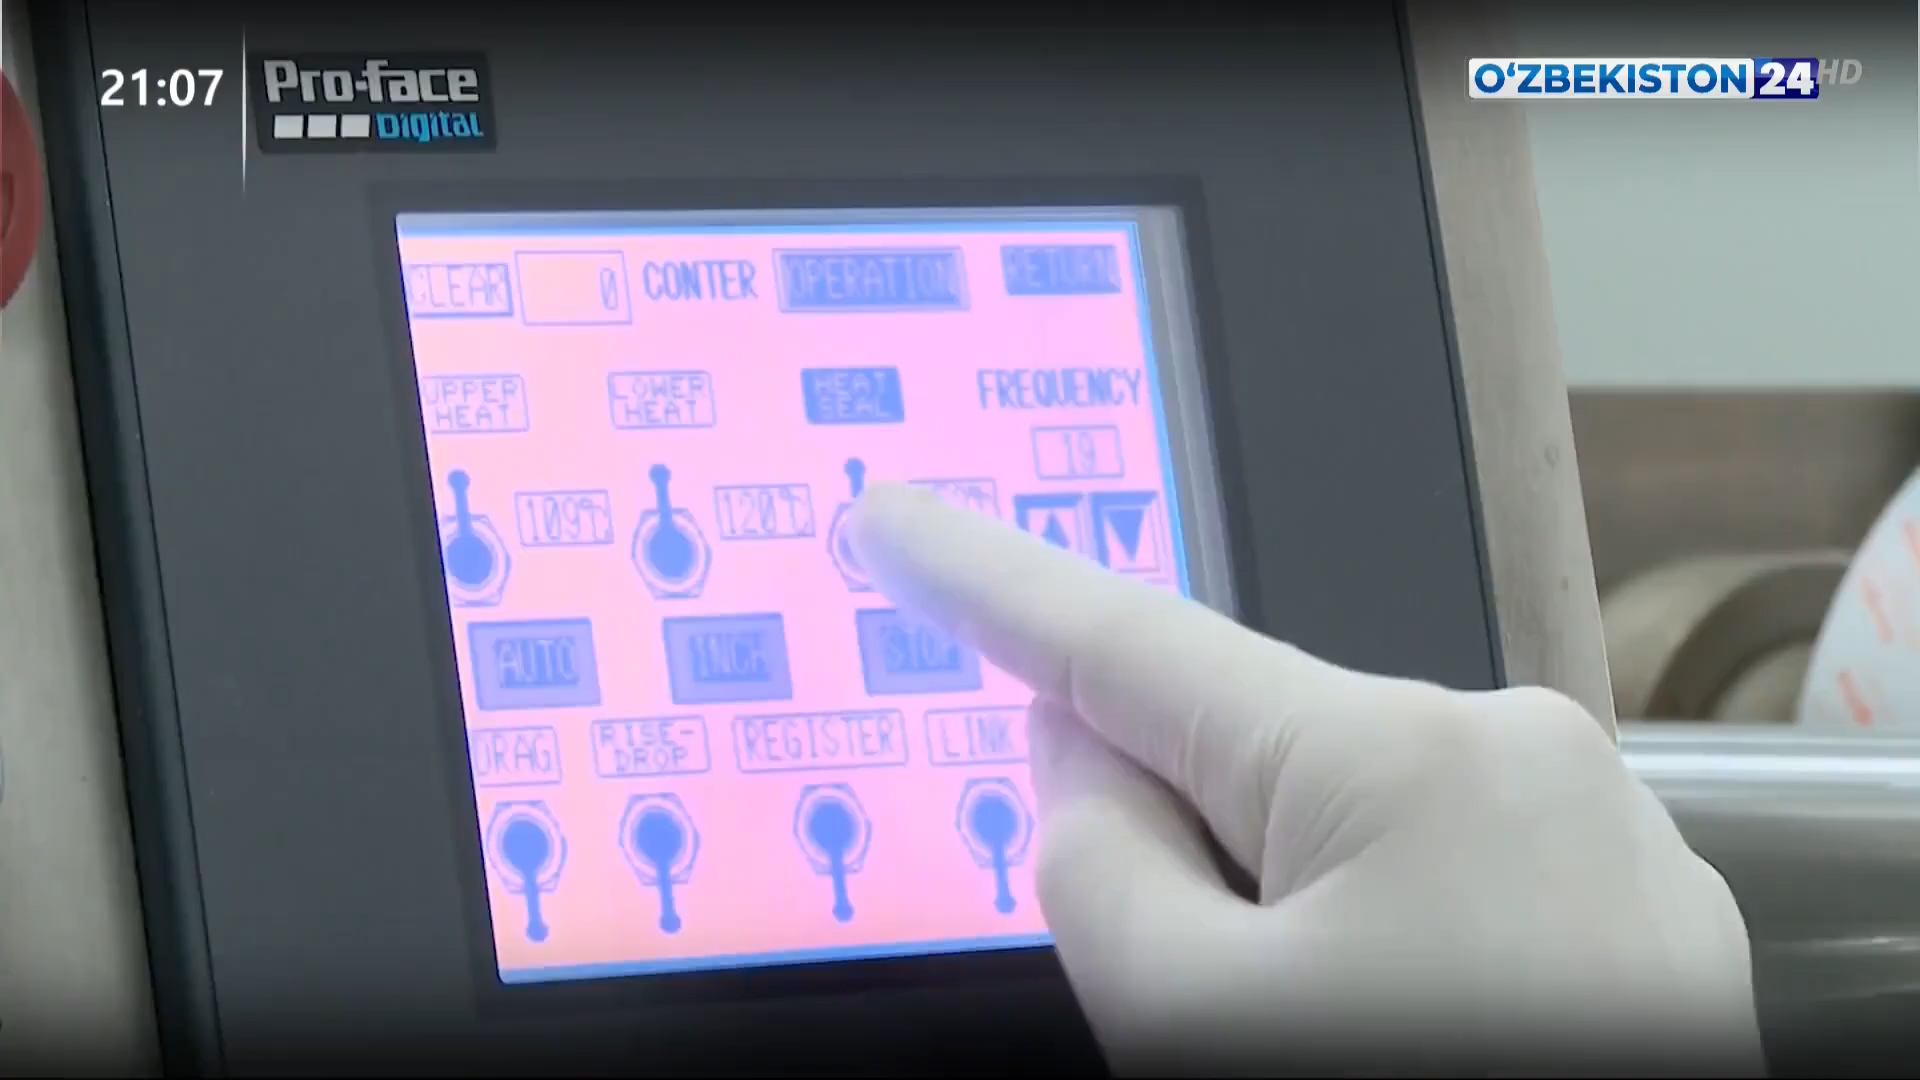 21:07
Pro-face
Digital
O‘ZBEKISTON 24 HD
CLEAR 0 CONTER OPERATION RETURN
UPPER HEAT
LOWER HEAT
HEAT SEAL
FREQUENCY
19
109℃
120℃
AUTO INCH STOP
DRAG
RISE-DROP
REGISTER
LINK